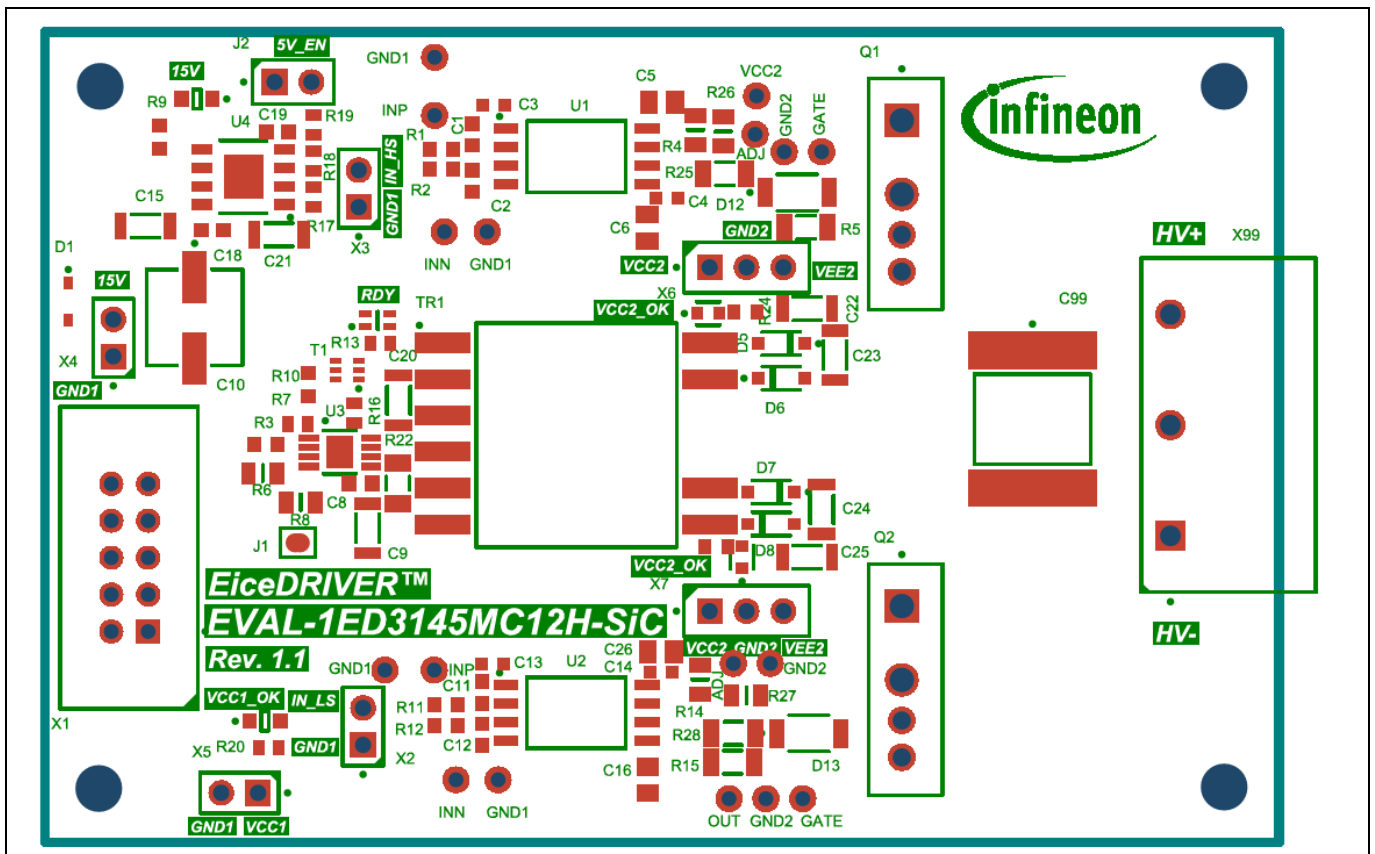 J2
5V_EN
GND1
Q1
15V
C5
VCC2
R9
R26
GND2
GATE
infineon
U4
C19
R19
INP
C3
U1
C1
R1
R4
ADJ
R18
IN_HS
R2
R25
C15
GND1
C2
C4
D12
R17
X3
C6
R5
D1
C18
C21
INN
GND1
GND2
HV+
X99
15V
VCC2
VEE2
RDY
TR1
X6
VCC2_OK
R24
C22
C99
X4
R13
C20
D5
C23
T1
GND1
C10
R10
D6
R7
U3
R16
R3
R22
D7
R6
C8
C24
R8
J1
C9
D8
C25
Q2
VCC2_OK
EiceDRIVER™
X7
EVAL-1ED3145MC12H-SiC
HV-
Rev. 1.1
VCC2
GND2
VEE2
C26
GND1
INP
C13
U2
C14
GND2
ADJ
C11
VCC1_OK
IN_LS
R11
R14
R27
X1
R12
R28
X5
R20
GND1
X2
C12
C16
R15
D13
INN
GND1
OUT
GND2
GATE
GND1
VCC1